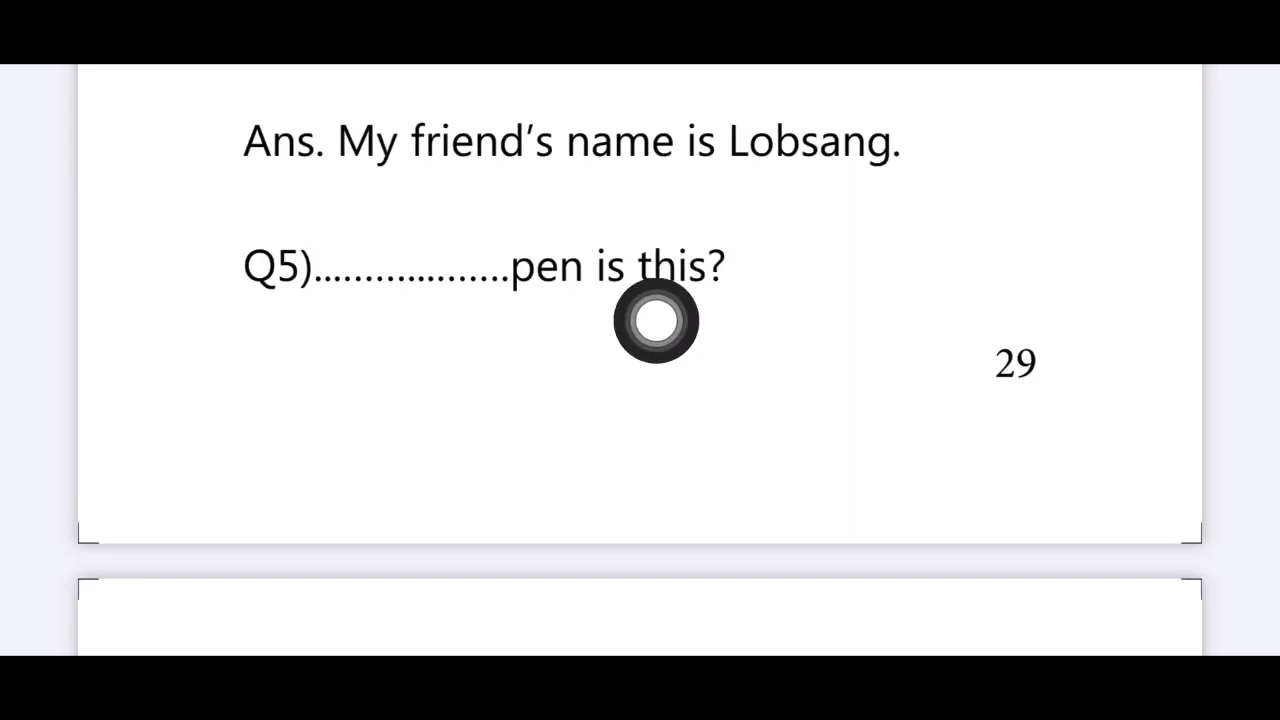 Ans. My friend’s name is Lobsang.
Q5)...................pen is this?
29